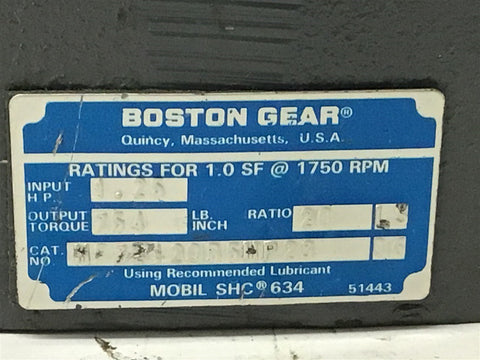 BOSTON GEAR®
Quincy, Massachusetts, U.S.A.
RATINGS FOR 1.0 SF @ 1750 RPM
INPUT H P.
OUTPUT TORQUE LB. INCH RATIO
CAT. NO.
Using Recommended Lubricant
MOBIL SHC® 634 51443